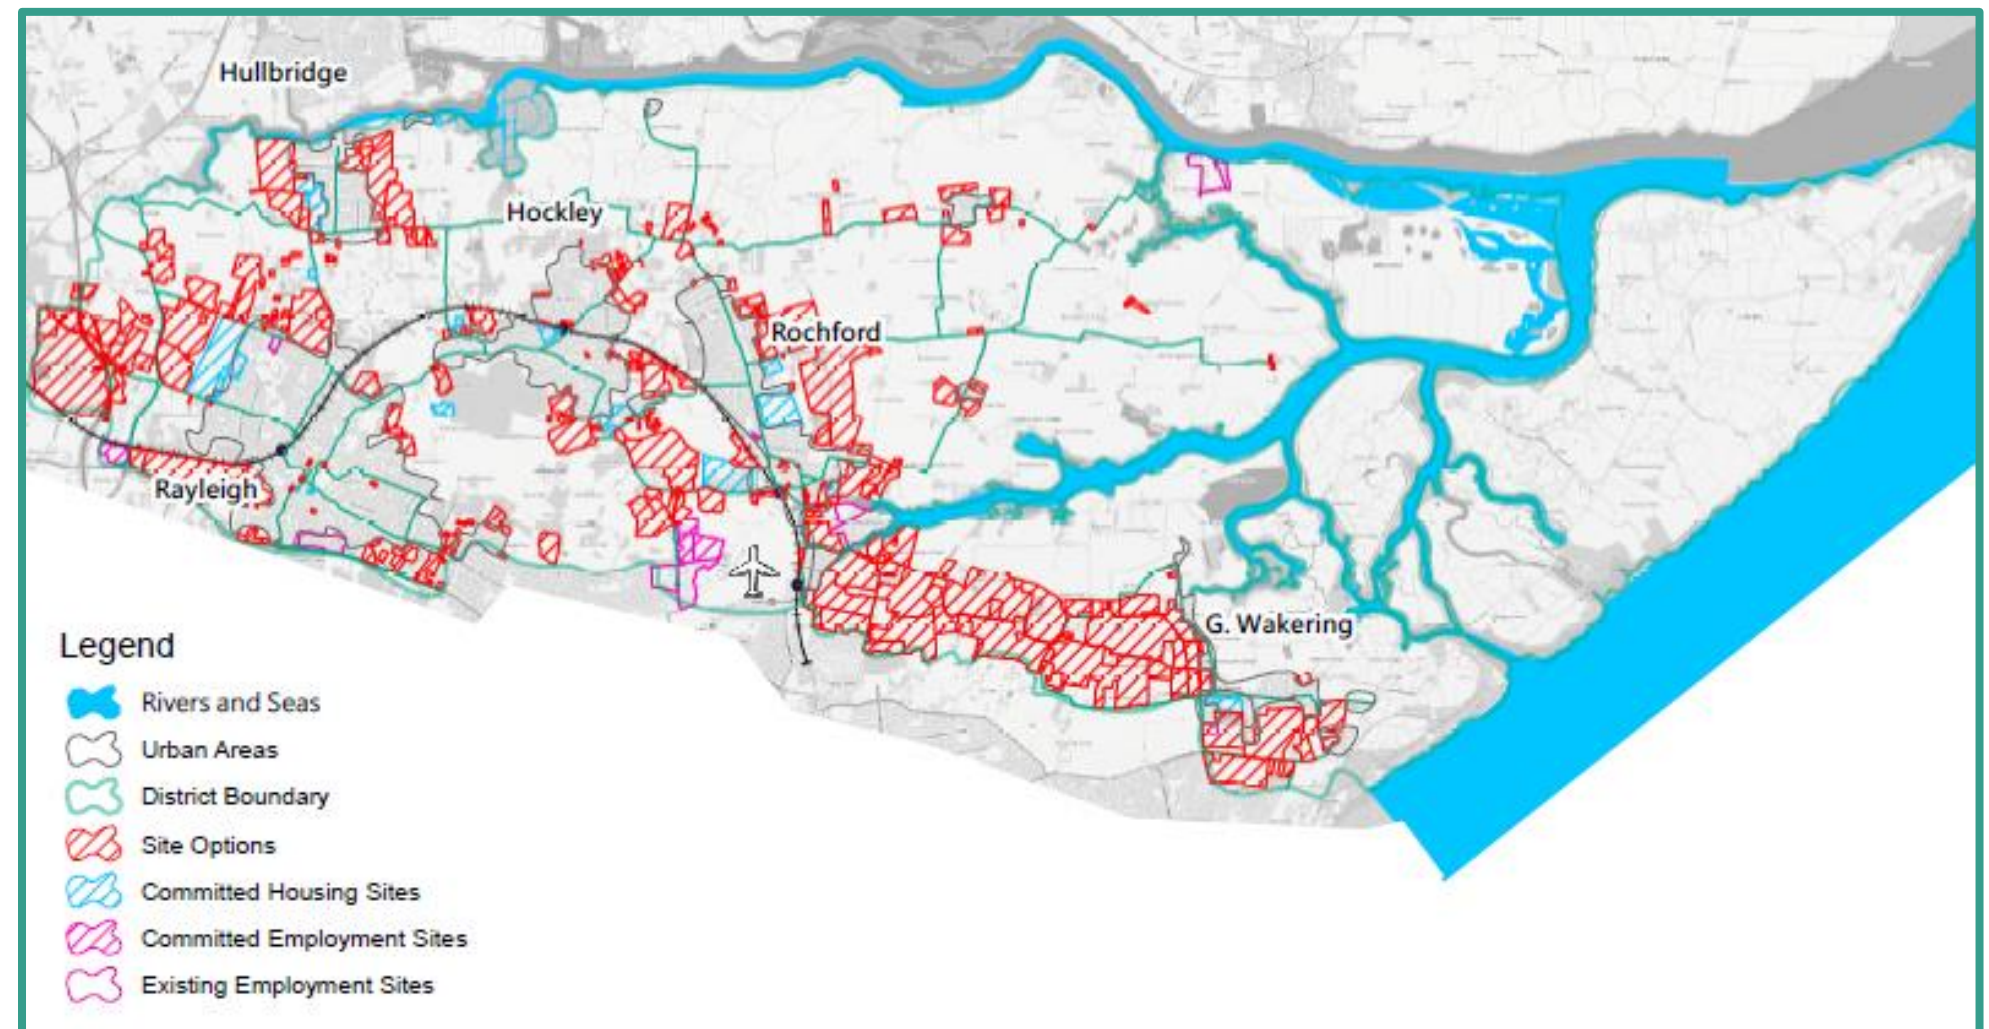 Hullbridge
Hockley
Rochford
Rayleigh
G. Wakering
Legend
Rivers and Seas
Urban Areas
District Boundary
Site Options
Committed Housing Sites
Committed Employment Sites
Existing Employment Sites